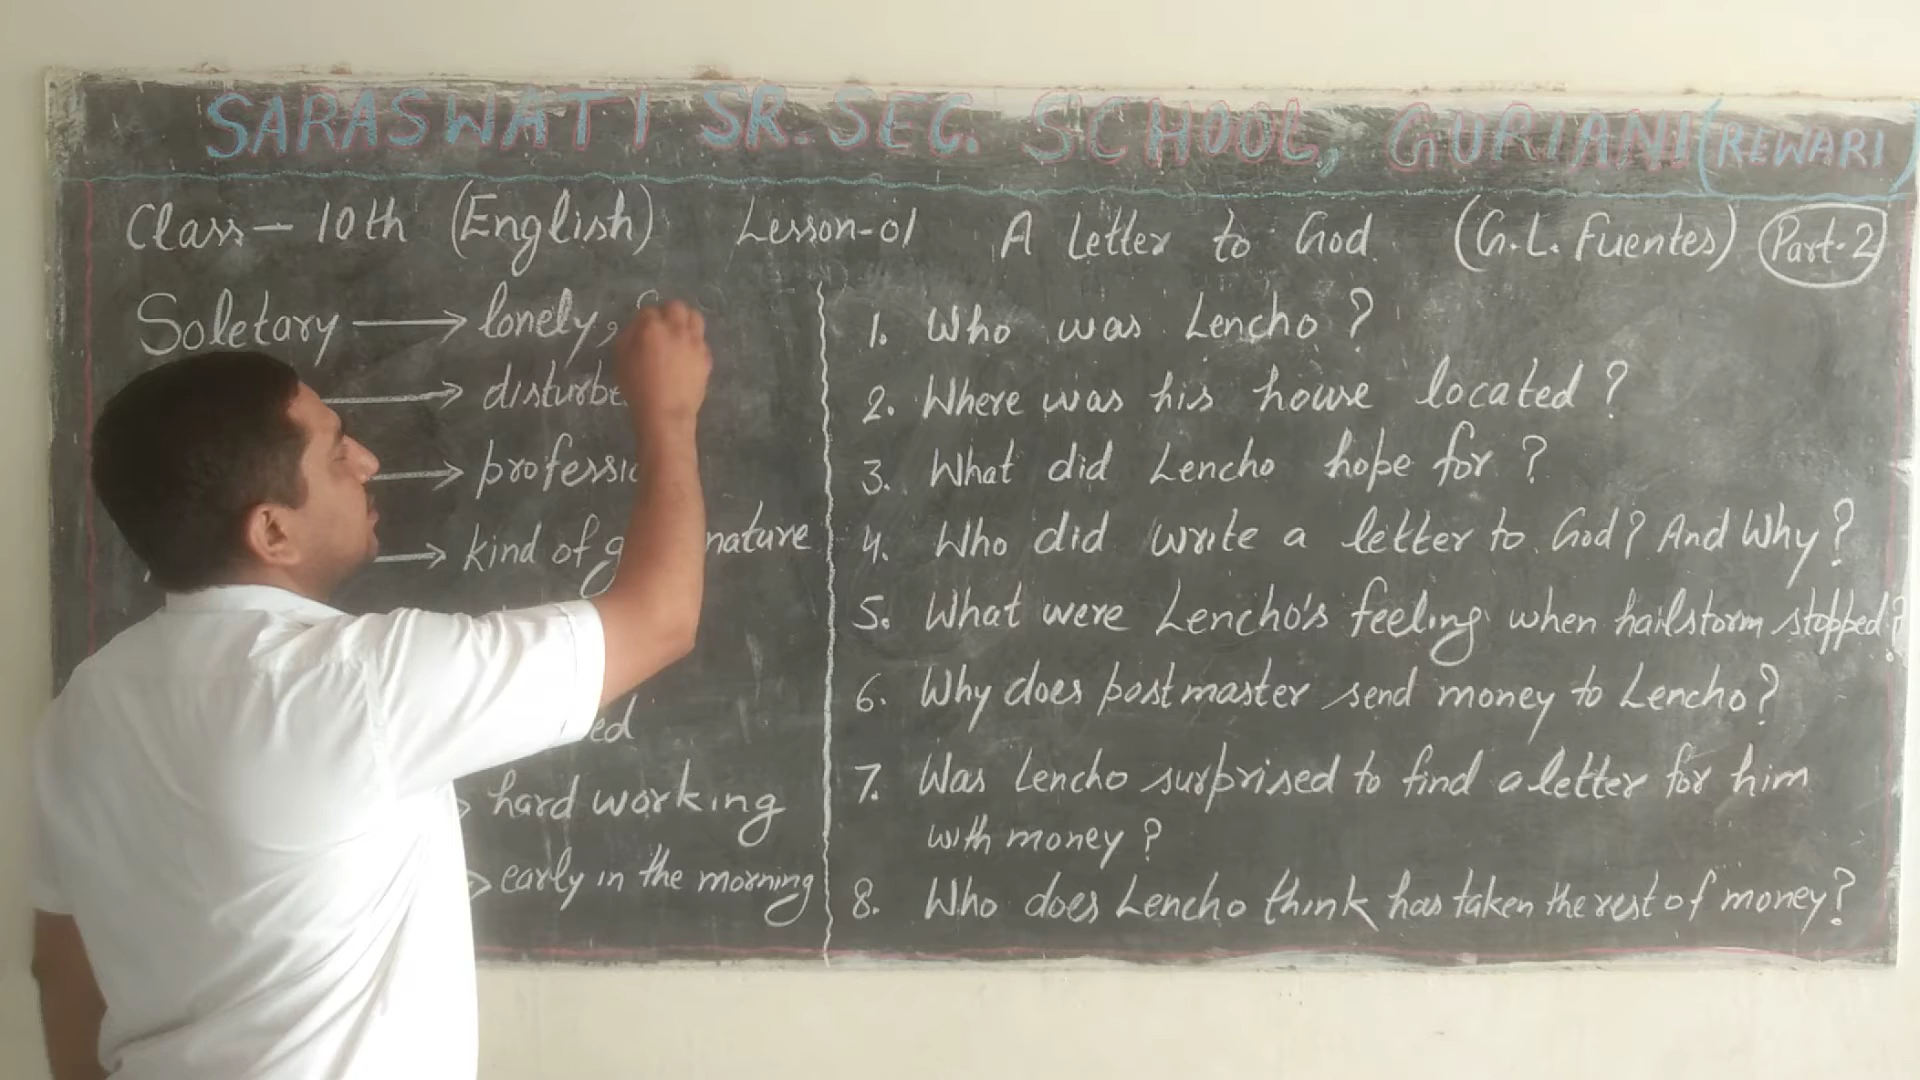 SARASWATI SR. SEC. SCHOOL, GURIANI (REWARI)
Class - 10th (English) Lesson-01 A Letter to God (G.L. Fuentes) Part-2
Soletary → lonely,
→
→
→ kind of nature
hard working
early in the morning
1. Who was Lencho?
2. Where was his house located?
3. What did Lencho hope for?
4. Who did write a letter to God? And Why?
5. What were Lencho's feeling when hailstorm stopped?
6. Why does postmaster send money to Lencho?
7. Was Lencho surprised to find a letter for him
with money?
8. Who does Lencho think has taken the rest of money?